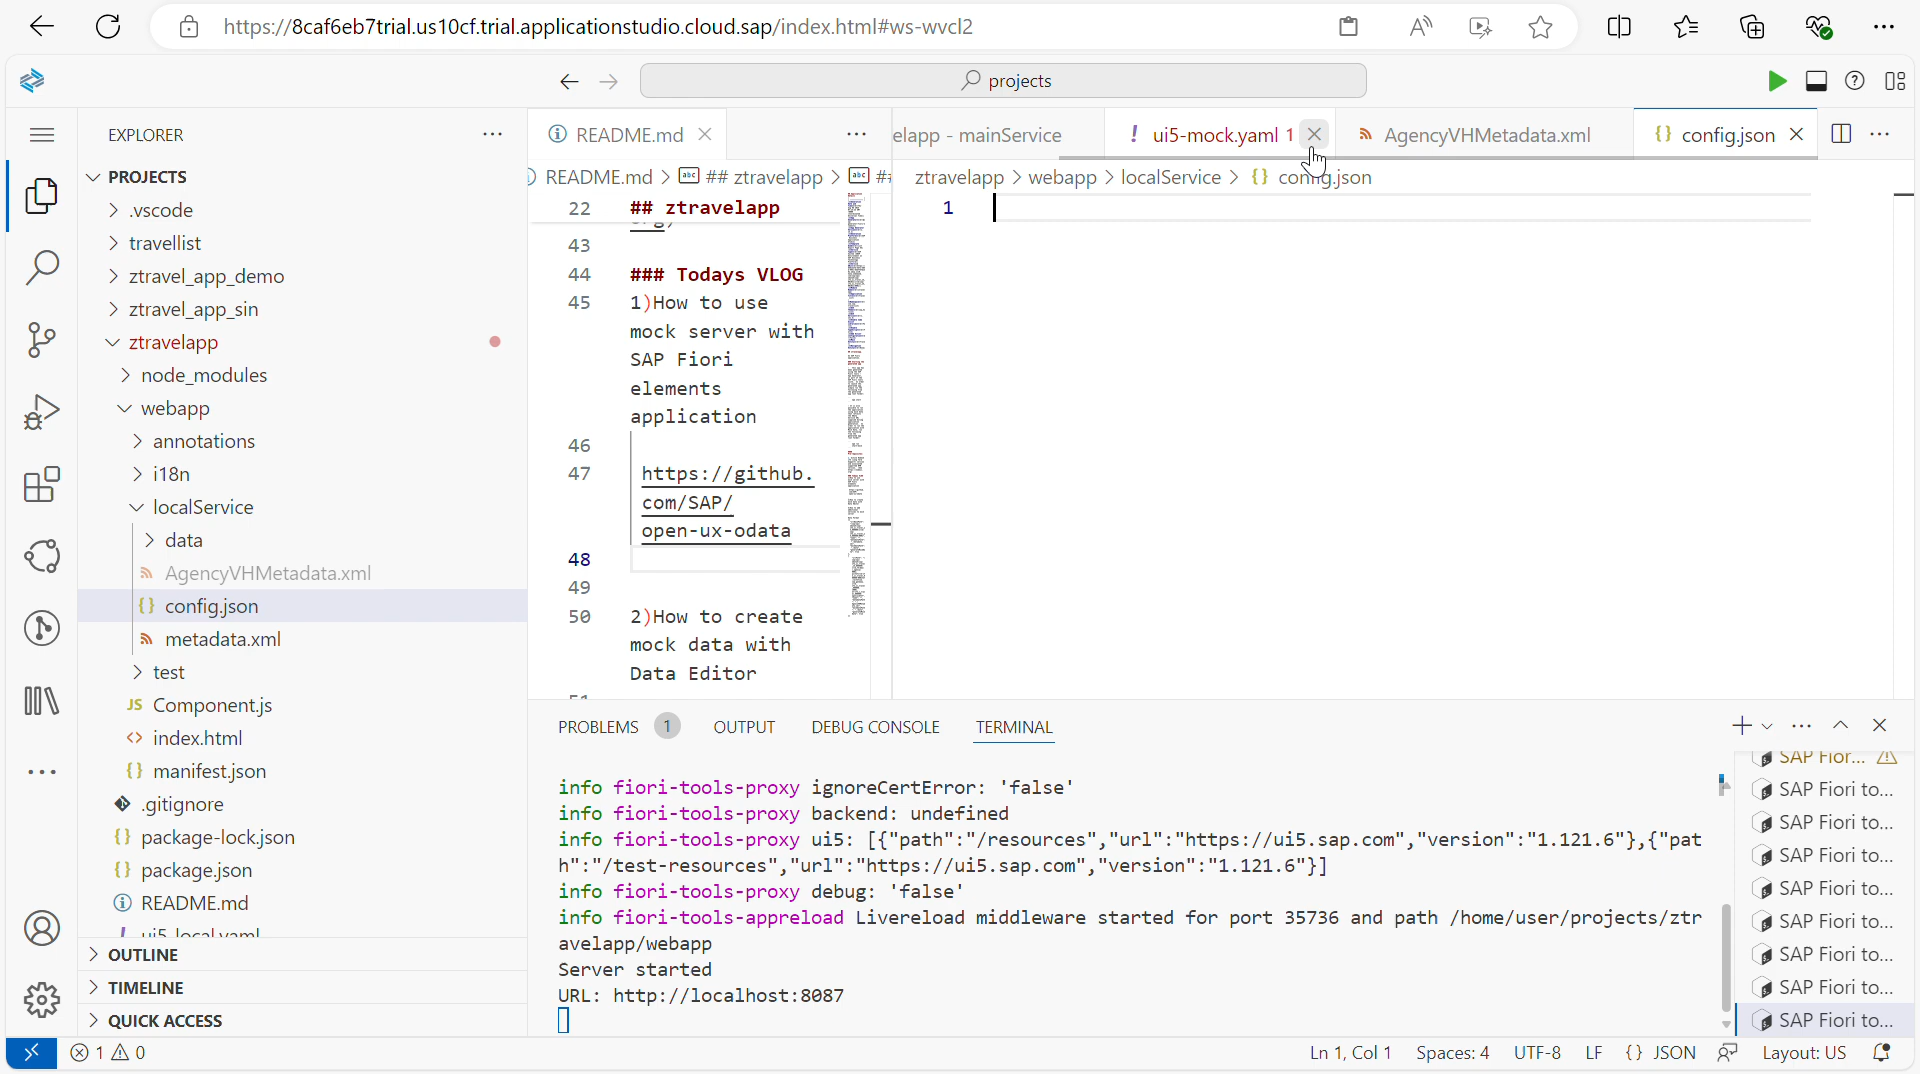 https://8caf6eb7trial.us10cf.trial.applicationstudio.cloud.sap/index.html#ws-wvcl2
projects
EXPLORER
PROJECTS
.vscode
travellist
ztravel_app_demo
ztravel_app_sin
ztravelapp
node_modules
webapp
annotations
i18n
localService
data
AgencyVHMetadata.xml
config.json
metadata.xml
test
Component.js
index.html
manifest.json
.gitignore
package-lock.json
package.json
README.md
ui5-local.yaml
OUTLINE
TIMELINE
QUICK ACCESS
README.md
README.md > ## ztravelapp > ##
22 ## ztravelapp
43
44 ### Todays VLOG
45 1)How to use
mock server with
SAP Fiori
elements
application
46
47 https://github.
com/SAP/
open-ux-odata
48
49
50 2)How to create
mock data with
Data Editor
51
elapp - mainService
ui5-mock.yaml 1
AgencyVHMetadata.xml
config.json
ztravelapp > webapp > localService > {} config.json
1
PROBLEMS 1 OUTPUT DEBUG CONSOLE TERMINAL
info fiori-tools-proxy ignoreCertError: 'false'
info fiori-tools-proxy backend: undefined
info fiori-tools-proxy ui5: [{"path":"/resources","url":"https://ui5.sap.com","version":"1.121.6"},{"pat
h":"/test-resources","url":"https://ui5.sap.com","version":"1.121.6"}]
info fiori-tools-proxy debug: 'false'
info fiori-tools-appreload Livereload middleware started for port 35736 and path /home/user/projects/ztr
avelapp/webapp
Server started
URL: http://localhost:8087
SAP Fior...
SAP Fiori to...
SAP Fiori to...
SAP Fiori to...
SAP Fiori to...
SAP Fiori to...
SAP Fiori to...
SAP Fiori to...
SAP Fiori to...
1 0
Ln 1, Col 1 Spaces: 4 UTF-8 LF {} JSON Layout: US